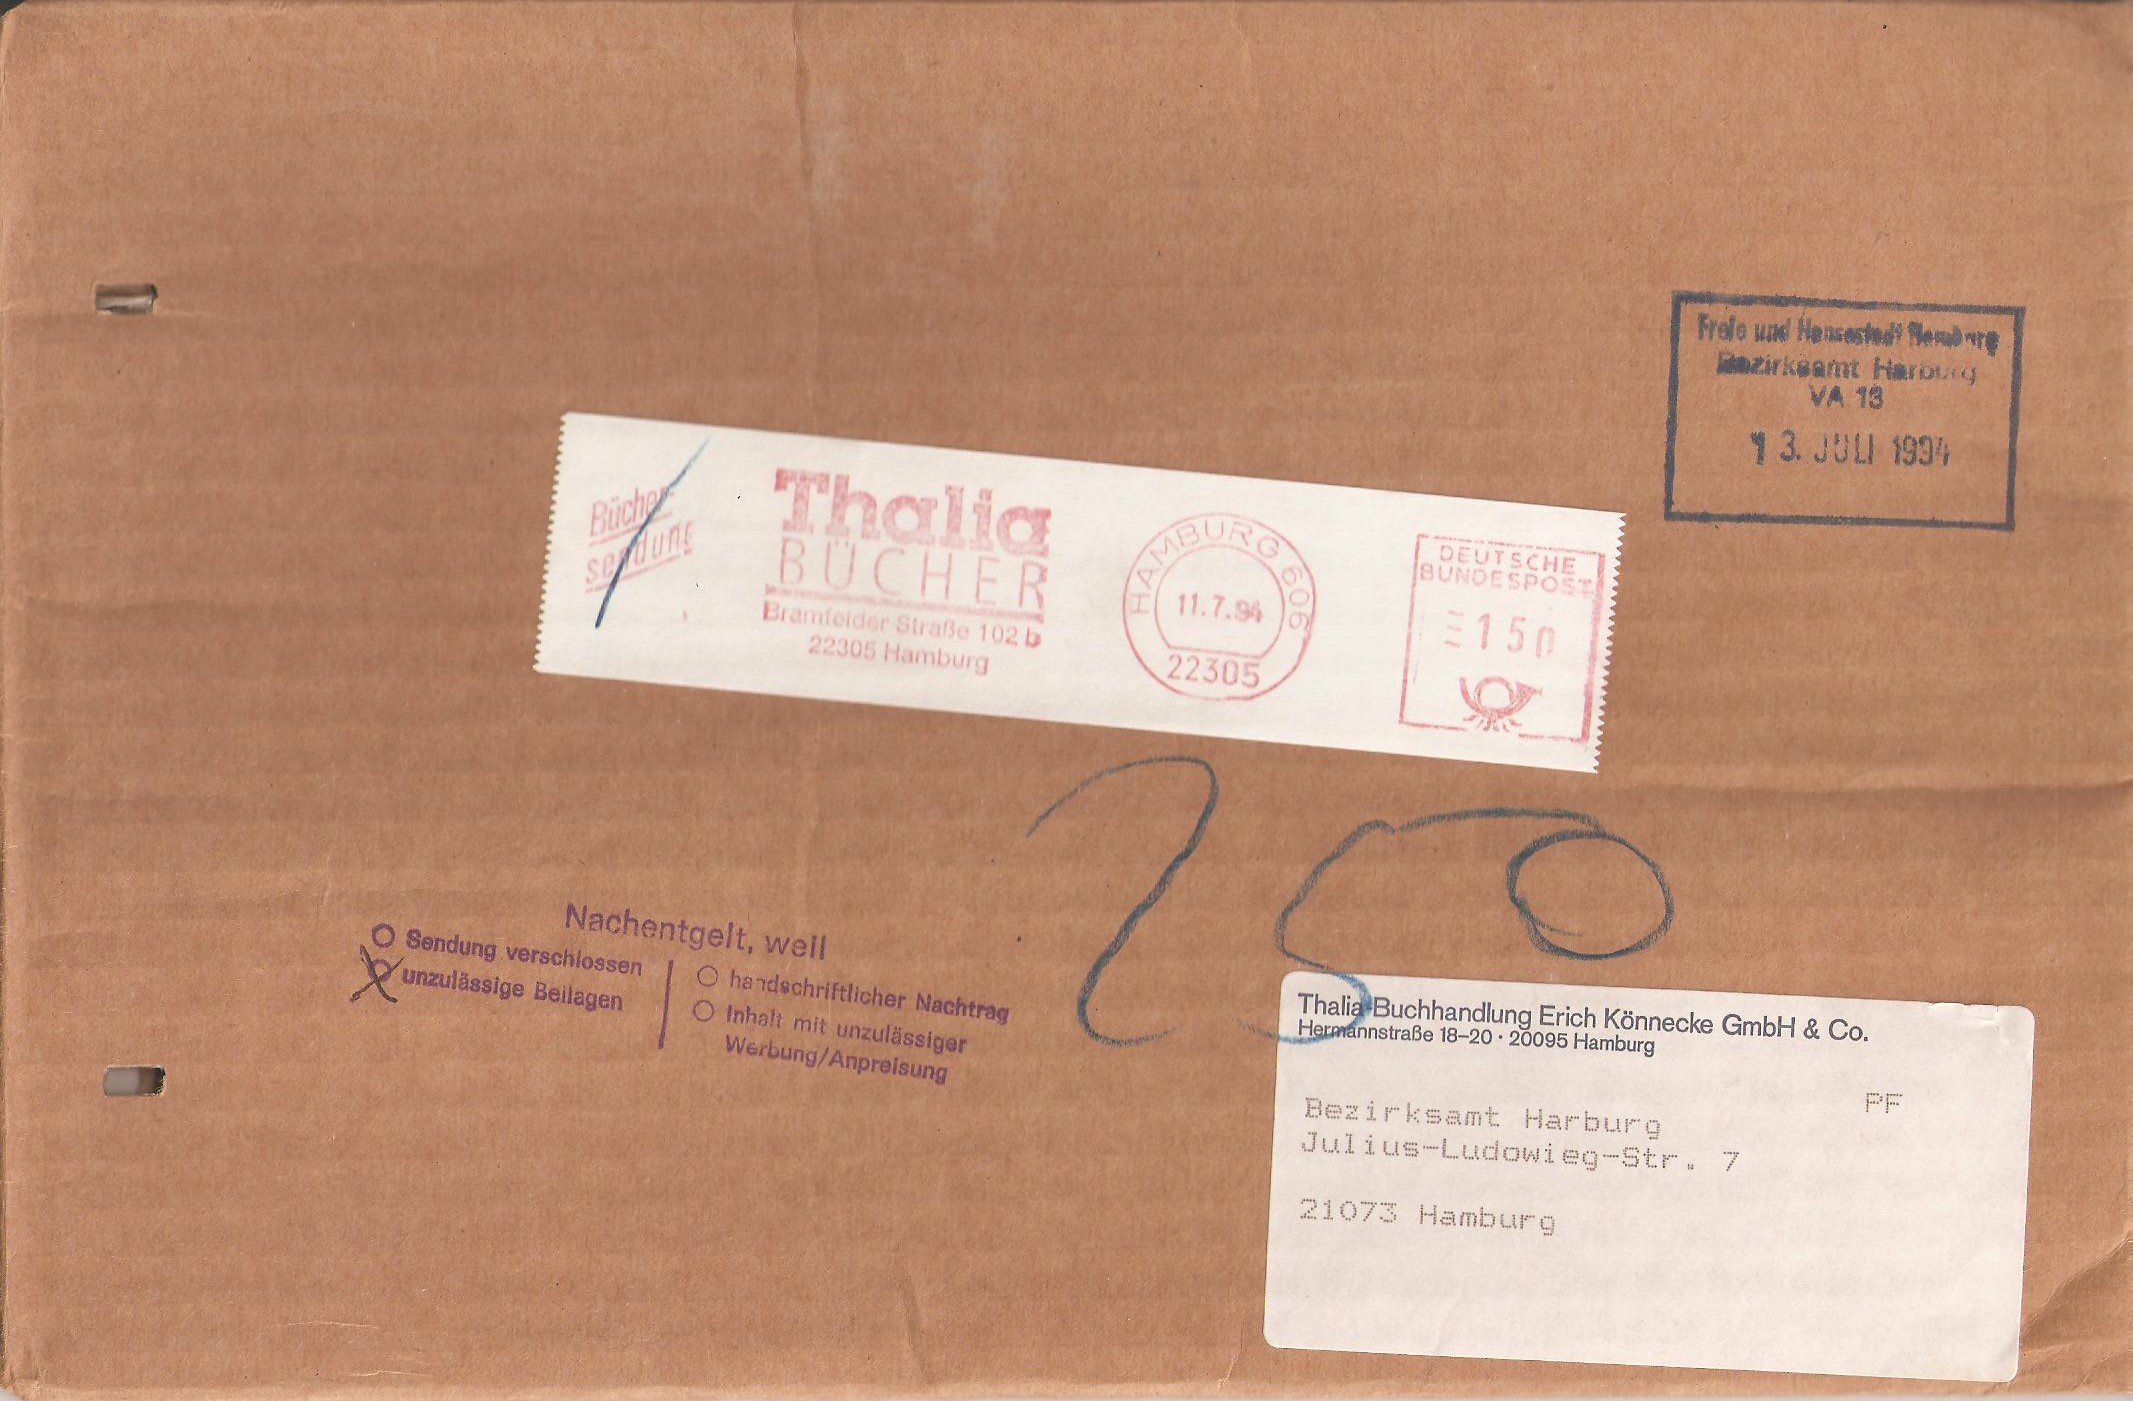 Freie und Hansestadt Hamburg
Bezirksamt Harburg
VA 13
13. JULI 1994
Bücher-
sendung
Thalia
BÜCHER
Bramfelder Straße 102 b
22305 Hamburg
HAMBURG 606
11.7.94
22305
DEUTSCHE
BUNDESPOST
150
250
Nachentgelt, weil
Sendung verschlossen
unzulässige Beilagen
handschriftlicher Nachtrag
Inhalt mit unzulässiger
Werbung/Anpreisung
Thalia-Buchhandlung Erich Könnecke GmbH & Co.
Hermannstraße 18–20 · 20095 Hamburg
PF
Bezirksamt Harburg
Julius-Ludowieg-Str. 7
21073 Hamburg